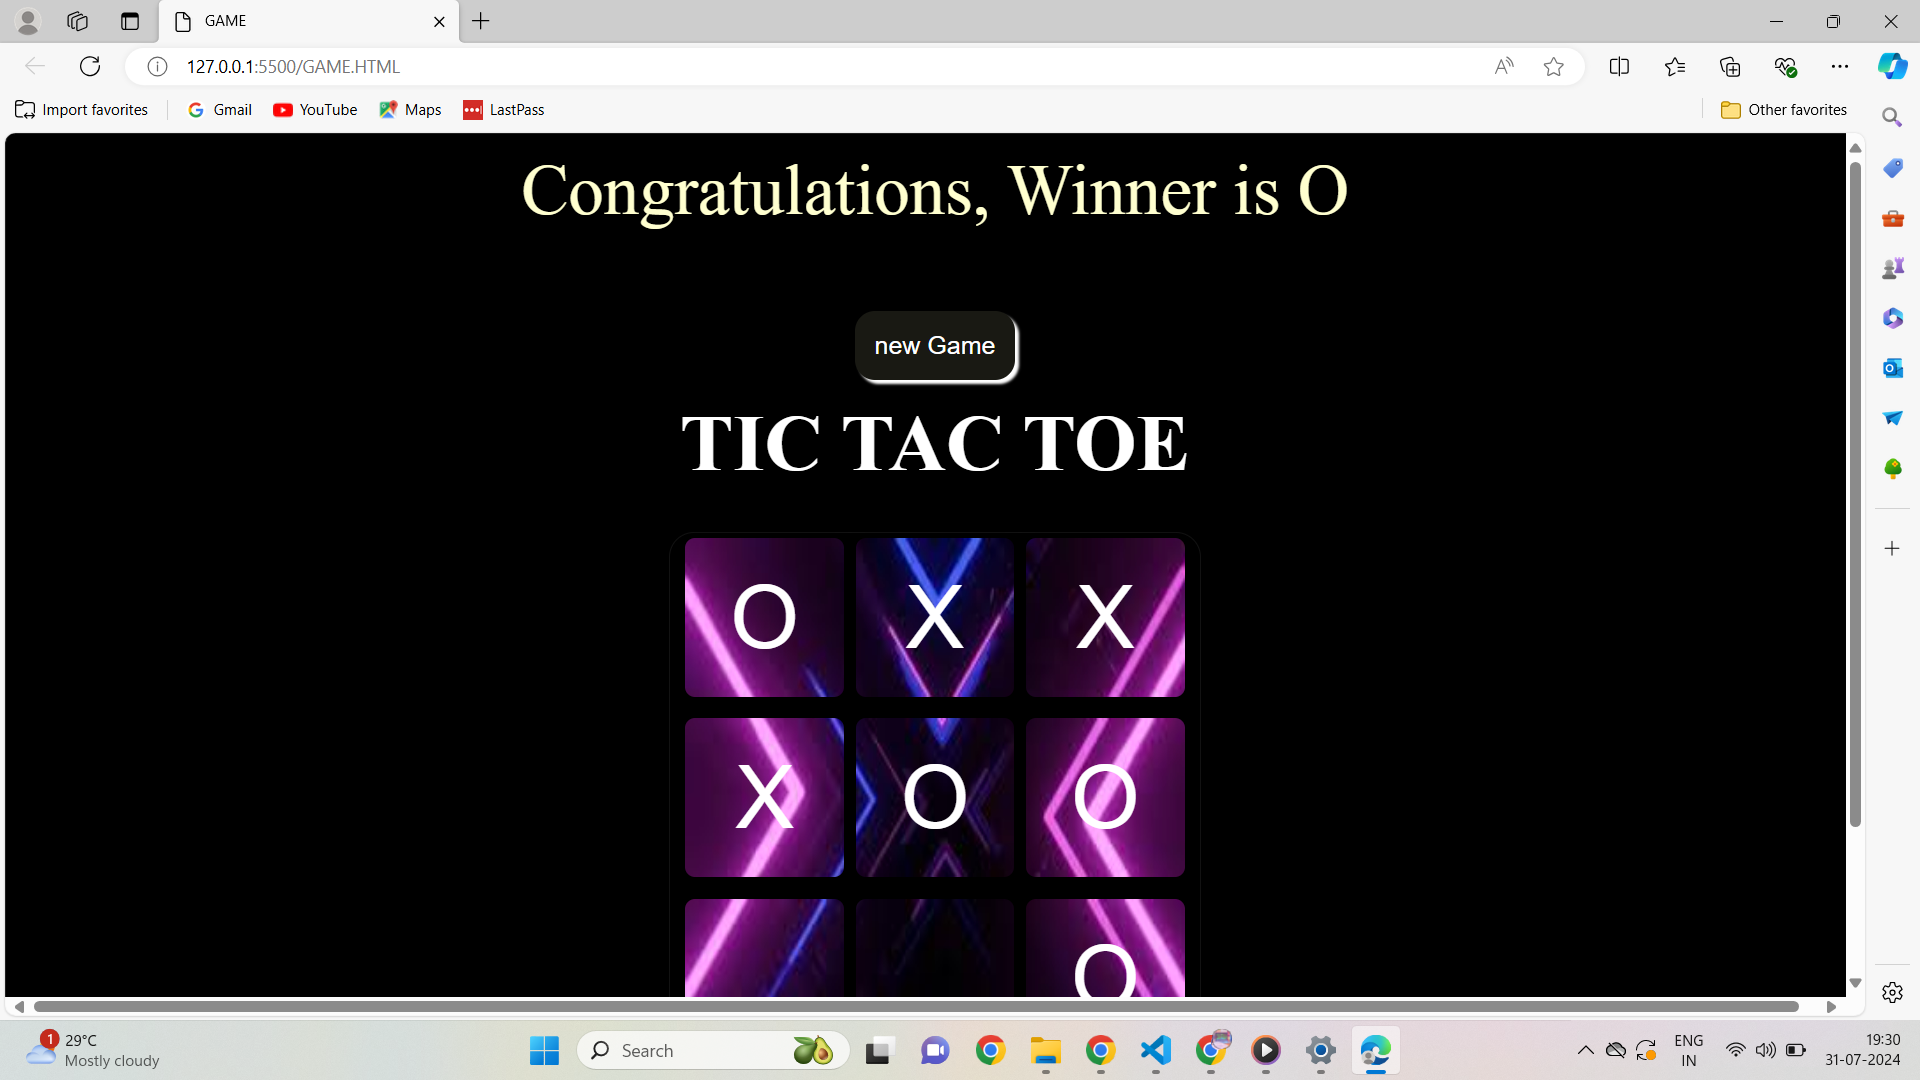 GAME
127.0.0.1:5500/GAME.HTML
Import favorites Gmail YouTube Maps LastPass Other favorites
Congratulations, Winner is O
new Game
TIC TAC TOE
O X X
X O O
O
1 29°C
Mostly cloudy
Search
ENG
IN
19:30
31-07-2024